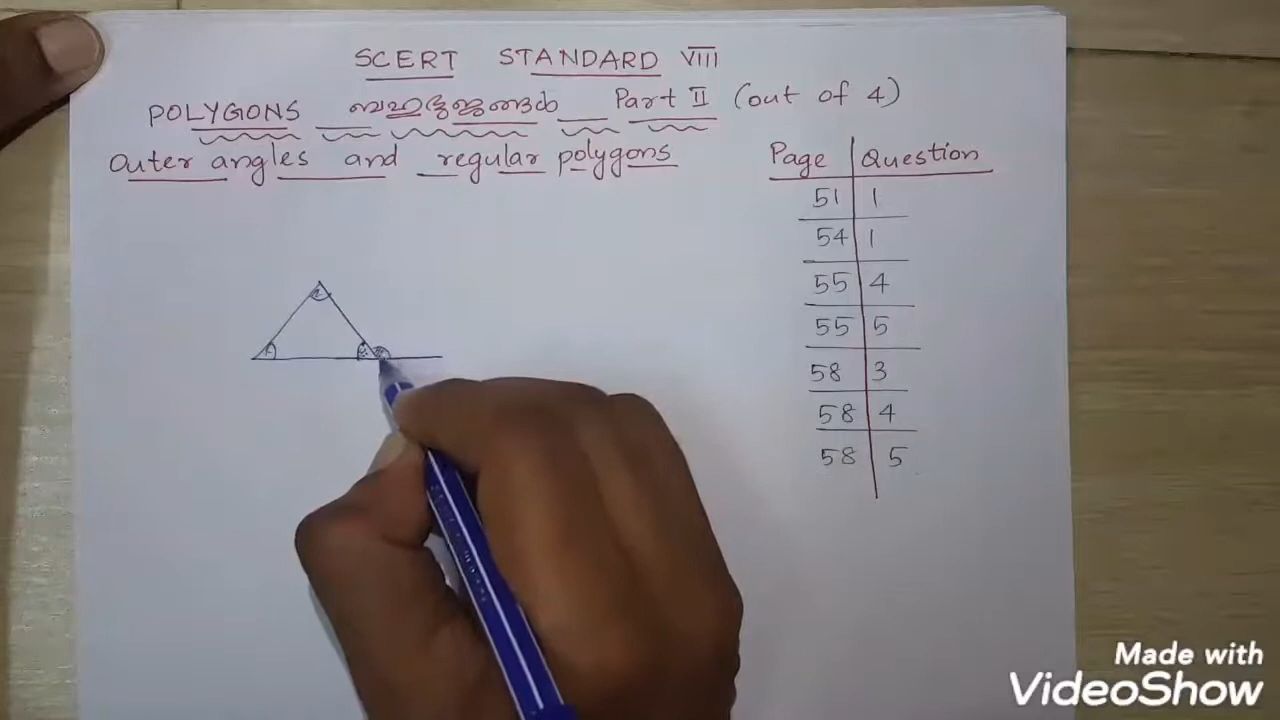 SCERT STANDARD VIII
POLYGONS ബഹുഭുജങ്ങൾ Part II (out of 4)
Outer angles and regular polygons
Page Question
51 1
54 1
55 4
55 5
58 3
58 4
58 5
Made with
VideoShow